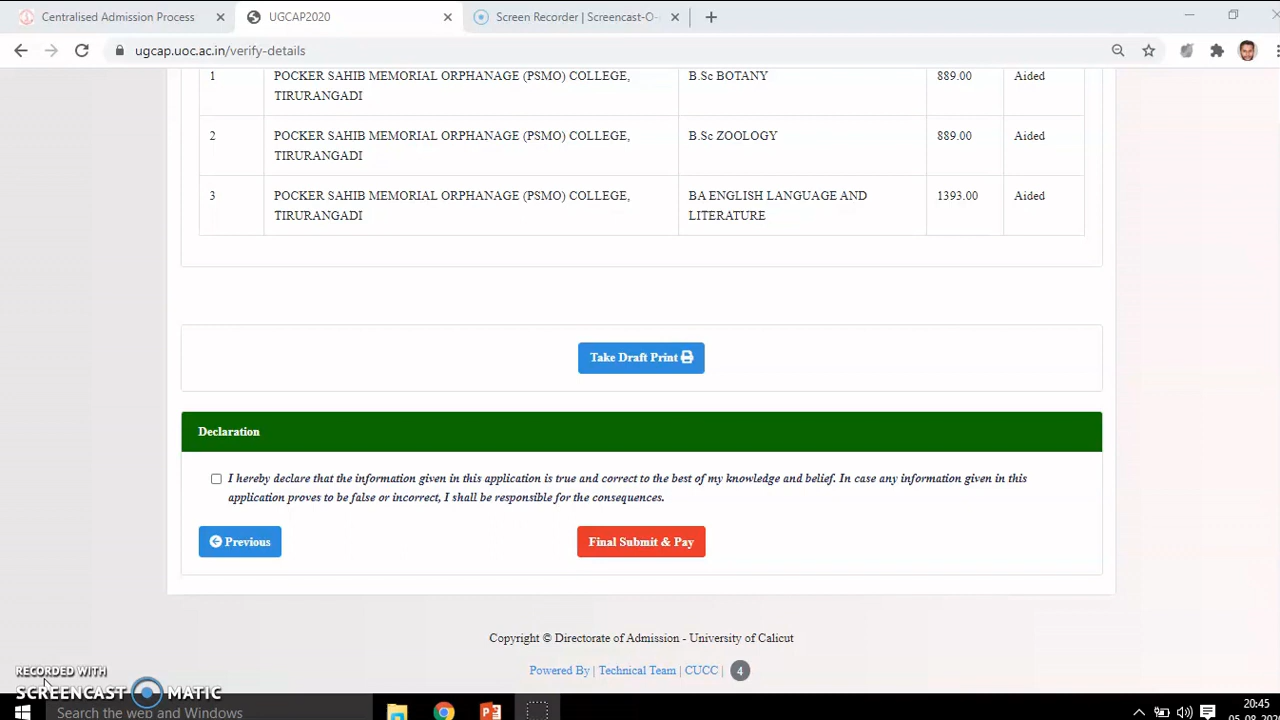 Centralised Admission Process
UGCAP2020
Screen Recorder | Screencast-O-
ugcap.uoc.ac.in/verify-details
1 POCKER SAHIB MEMORIAL ORPHANAGE (PSMO) COLLEGE, B.Sc BOTANY 889.00 Aided
TIRURANGADI
2 POCKER SAHIB MEMORIAL ORPHANAGE (PSMO) COLLEGE, B.Sc ZOOLOGY 889.00 Aided
TIRURANGADI
3 POCKER SAHIB MEMORIAL ORPHANAGE (PSMO) COLLEGE, BA ENGLISH LANGUAGE AND 1393.00 Aided
TIRURANGADI LITERATURE
Take Draft Print
Declaration
I hereby declare that the information given in this application is true and correct to the best of my knowledge and belief. In case any information given in this
application proves to be false or incorrect, I shall be responsible for the consequences.
Previous Final Submit & Pay
Copyright © Directorate of Admission - University of Calicut
Powered By | Technical Team | CUCC | 4
RECORDED WITH
SCREENCAST MATIC
Search the web and Windows
20:45